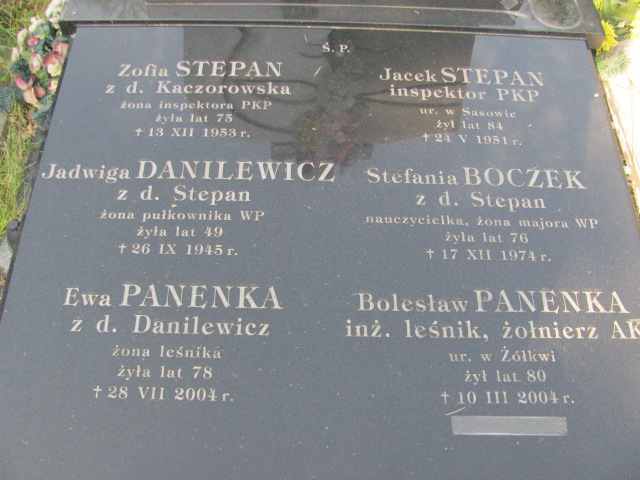 Ś. P.
Zofia STEPAN
z d. Kaczorowska
żona inspektora PKP
żyła lat 75
† 13 XII 1953 r.
Jacek STEPAN
inspektor PKP
ur. w Sasowie
żył lat 84
† 24 V 1951 r.
Jadwiga DANILEWICZ
z d. Stepan
żona pułkownika WP
żyła lat 49
† 26 IX 1945 r.
Stefania BOCZEK
z d. Stepan
nauczycielka, żona majora WP
żyła lat 76
† 17 XII 1974 r.
Ewa PANENKA
z d. Danilewicz
żona leśnika
żyła lat 78
† 28 VII 2004 r.
Bolesław PANENKA
inż. leśnik, żołnierz AK
ur. w Żółkwi
żył lat 80
† 10 III 2004 r.